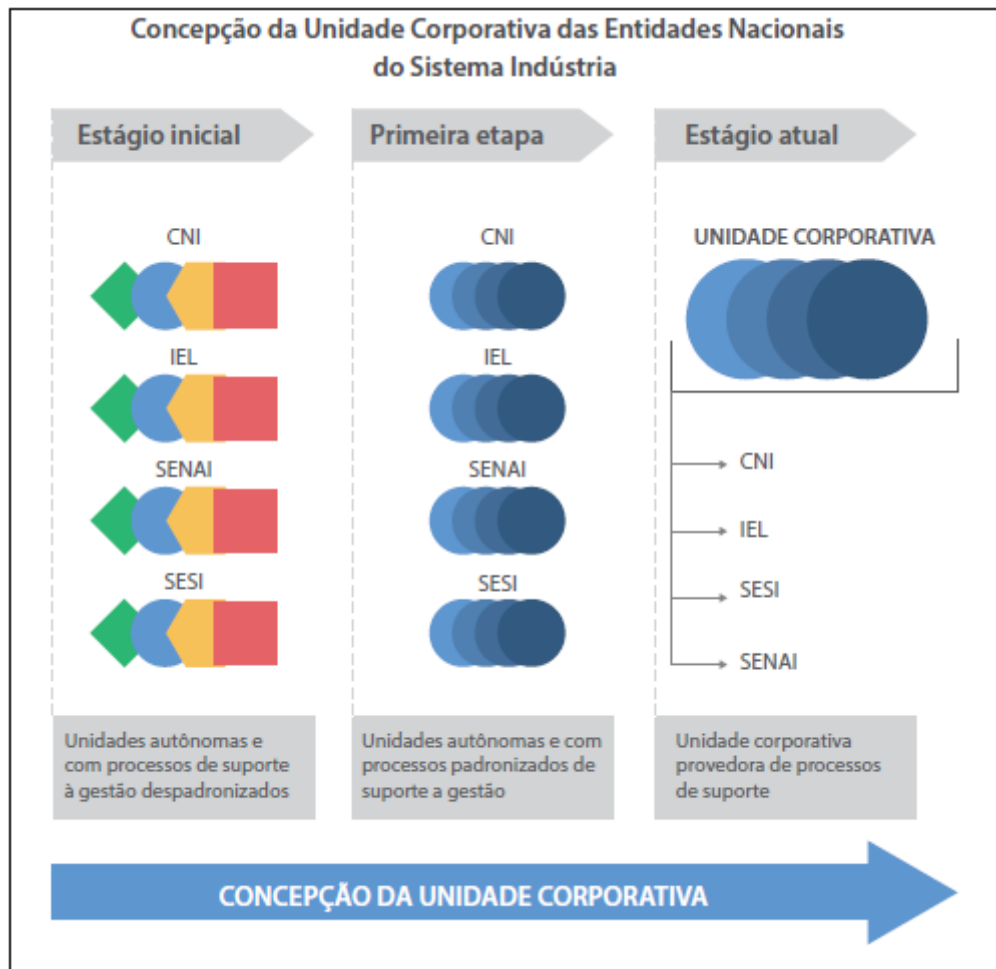 Concepção da Unidade Corporativa das Entidades Nacionais
do Sistema Indústria
Estágio inicial
Primeira etapa
Estágio atual
CNI
IEL
SENAI
SESI
CNI
IEL
SENAI
SESI
UNIDADE CORPORATIVA
CNI
IEL
SESI
SENAI
Unidades autônomas e
com processos de suporte
à gestão despadronizados
Unidades autônomas e com
processos padronizados de
suporte a gestão
Unidade corporativa
provedora de processos
de suporte
CONCEPÇÃO DA UNIDADE CORPORATIVA